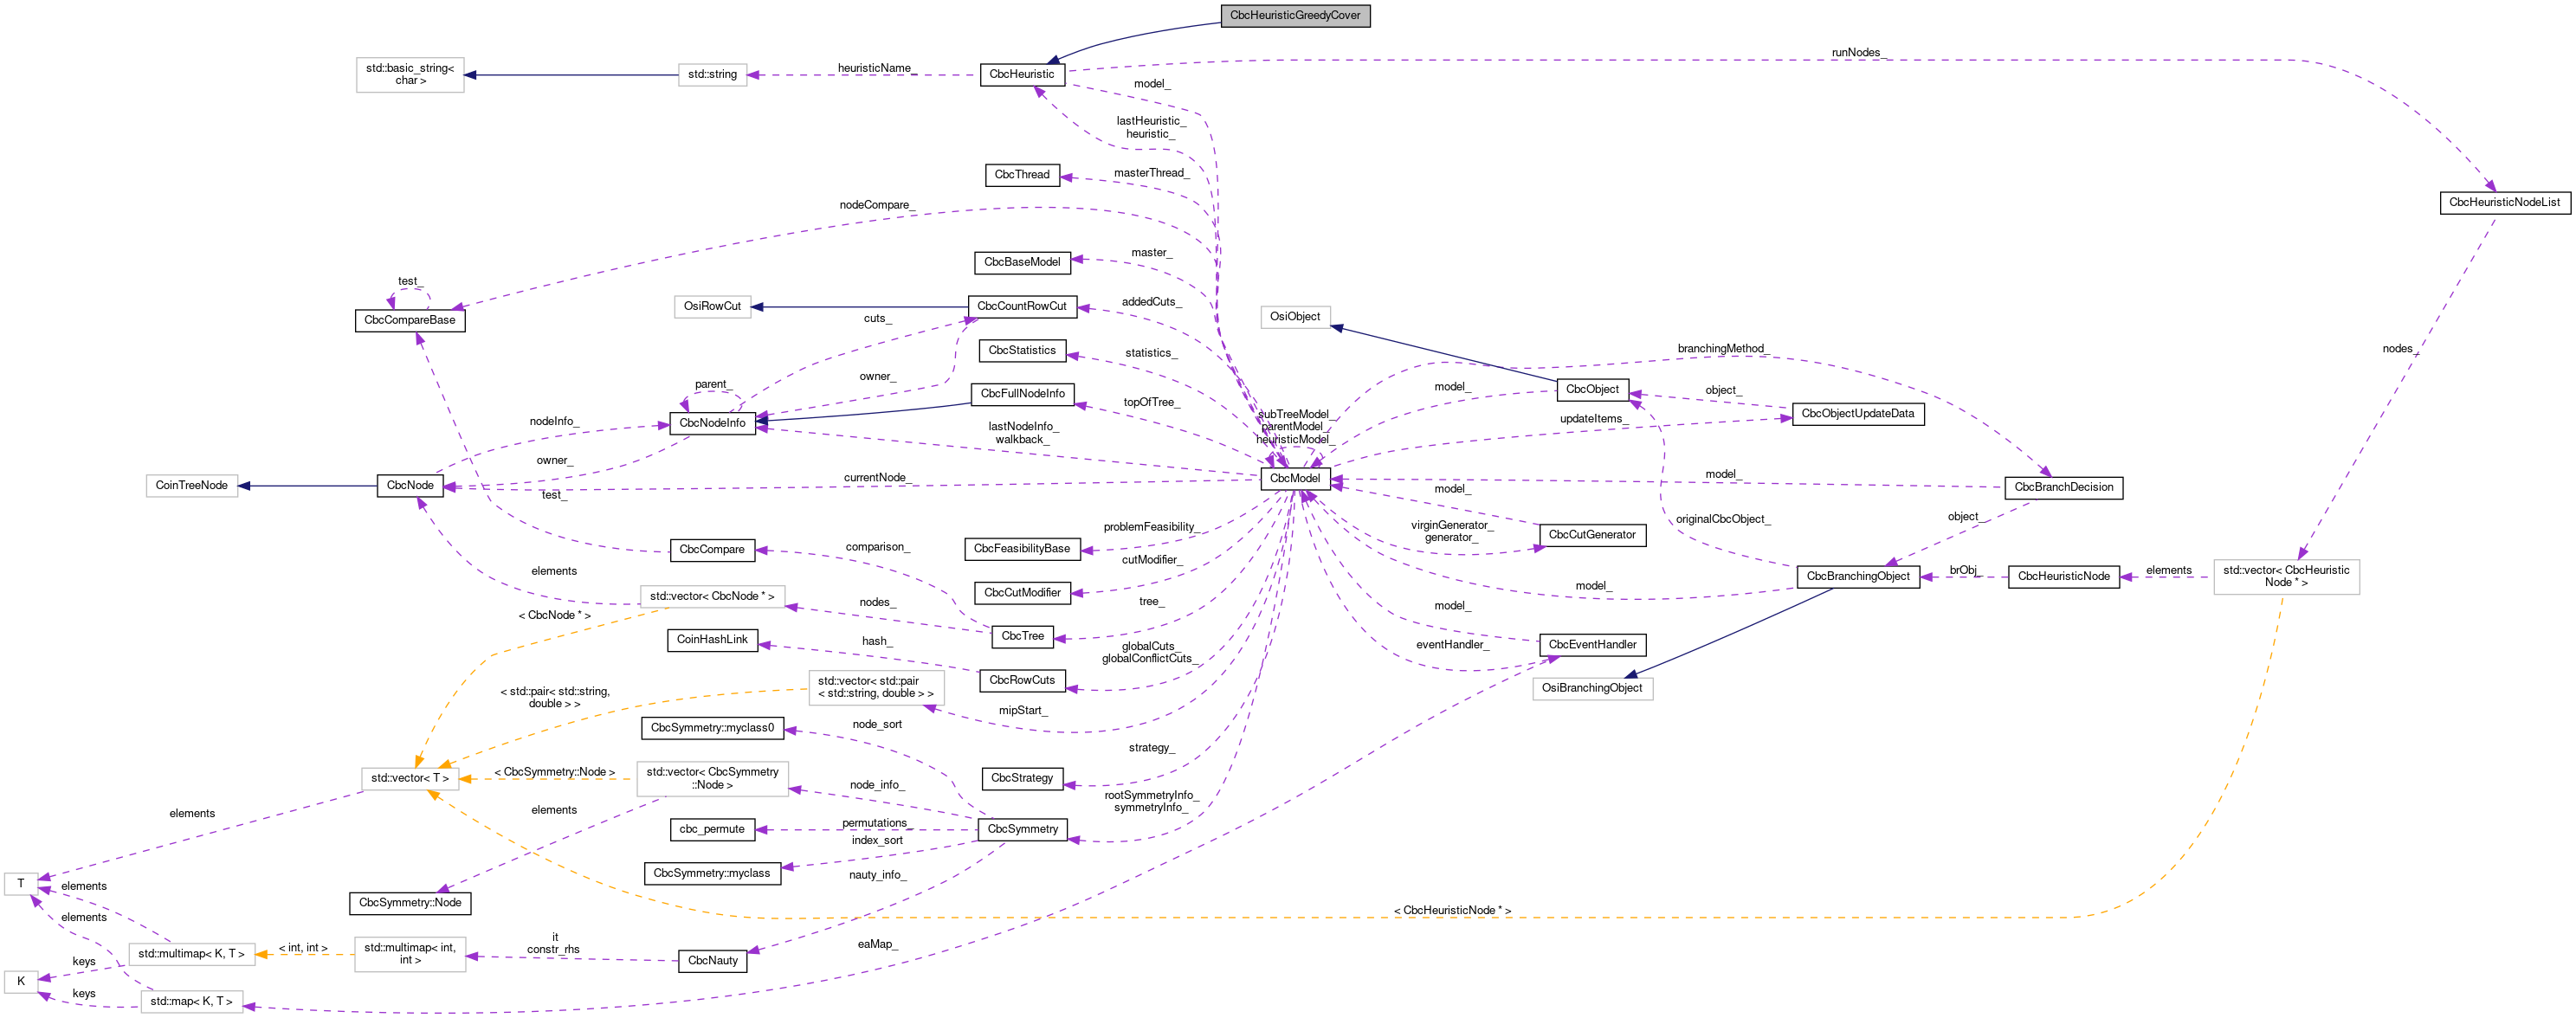 CbcHeuristicGreedyCover
runNodes_
std::basic_string<
char >
std::string
heuristicName_
CbcHeuristic
model_
lastHeuristic_
heuristic_
CbcThread
masterThread_
CbcHeuristicNodeList
nodeCompare_
CbcBaseModel
master_
test_
CbcCompareBase
OsiRowCut
CbcCountRowCut
addedCuts_
cuts_
OsiObject
CbcStatistics
statistics_
branchingMethod_
nodes_
owner_
parent_
CbcFullNodeInfo
topOfTree_
CbcNodeInfo
nodeInfo_
lastNodeInfo_
walkback_
subTreeModel_
parentModel_
heuristicModel_
model_
CbcObject
object_
CbcObjectUpdateData
updateItems_
owner_
CoinTreeNode
CbcNode
currentNode_
CbcModel
model_
CbcBranchDecision
test_
model_
object_
originalCbcObject_
problemFeasibility_
virginGenerator_
generator_
CbcCutGenerator
CbcCompare
comparison_
CbcFeasibilityBase
cutModifier_
elements
CbcCutModifier
model_
CbcBranchingObject
brObj_
CbcHeuristicNode
elements
std::vector< CbcHeuristic
Node * >
std::vector< CbcNode * >
nodes_
tree_
model_
< CbcNode * >
CoinHashLink
hash_
CbcTree
globalCuts_
globalConflictCuts_
eventHandler_
CbcEventHandler
std::vector< std::pair
< std::string, double > >
CbcRowCuts
OsiBranchingObject
< std::pair< std::string,
double > >
mipStart_
CbcSymmetry::myclass0
node_sort
strategy_
std::vector< T >
< CbcSymmetry::Node >
std::vector< CbcSymmetry
::Node >
node_info_
CbcStrategy
rootSymmetryInfo_
symmetryInfo_
elements
elements
cbc_permute
permutations_
index_sort
CbcSymmetry
CbcSymmetry::myclass
nauty_info_
T
elements
CbcSymmetry::Node
elements
< CbcHeuristicNode * >
std::multimap< K, T >
< int, int >
std::multimap< int,
int >
it
constr_rhs
CbcNauty
eaMap_
keys
K
keys
std::map< K, T >